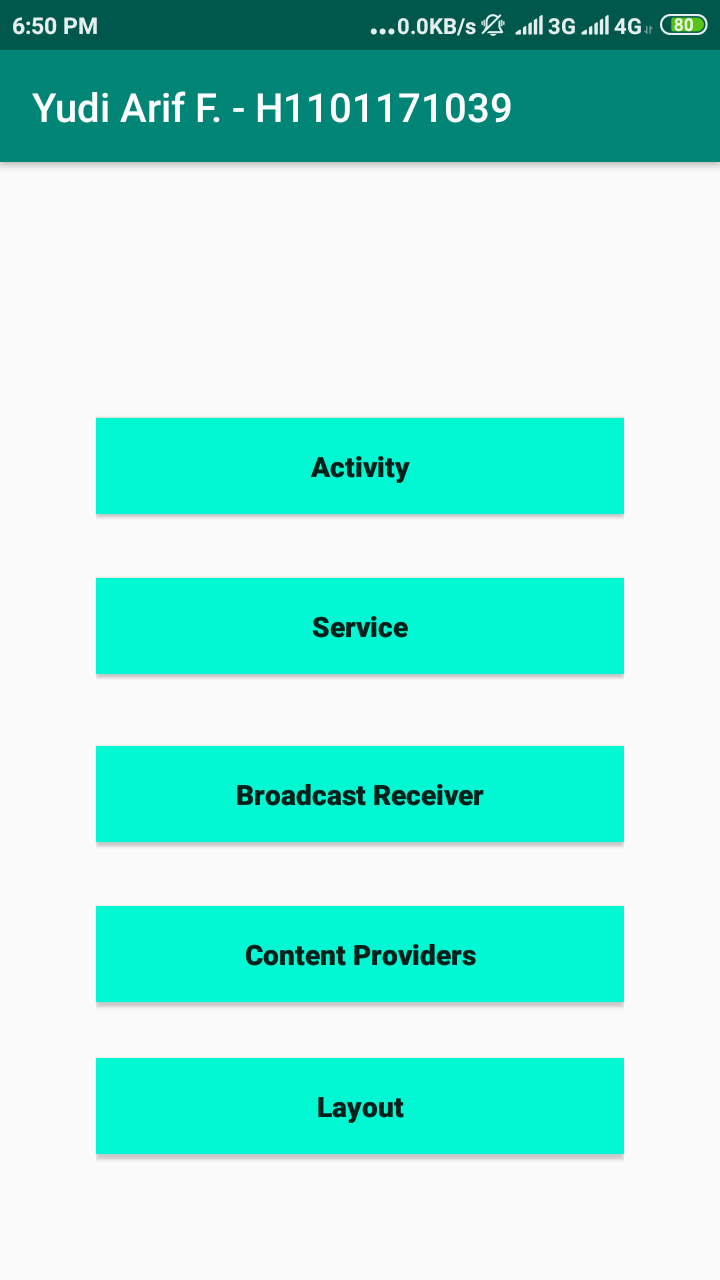 6:50 PM ...0.0KB/s 3G 4G 80
Yudi Arif F. - H1101171039
Activity
Service
Broadcast Receiver
Content Providers
Layout